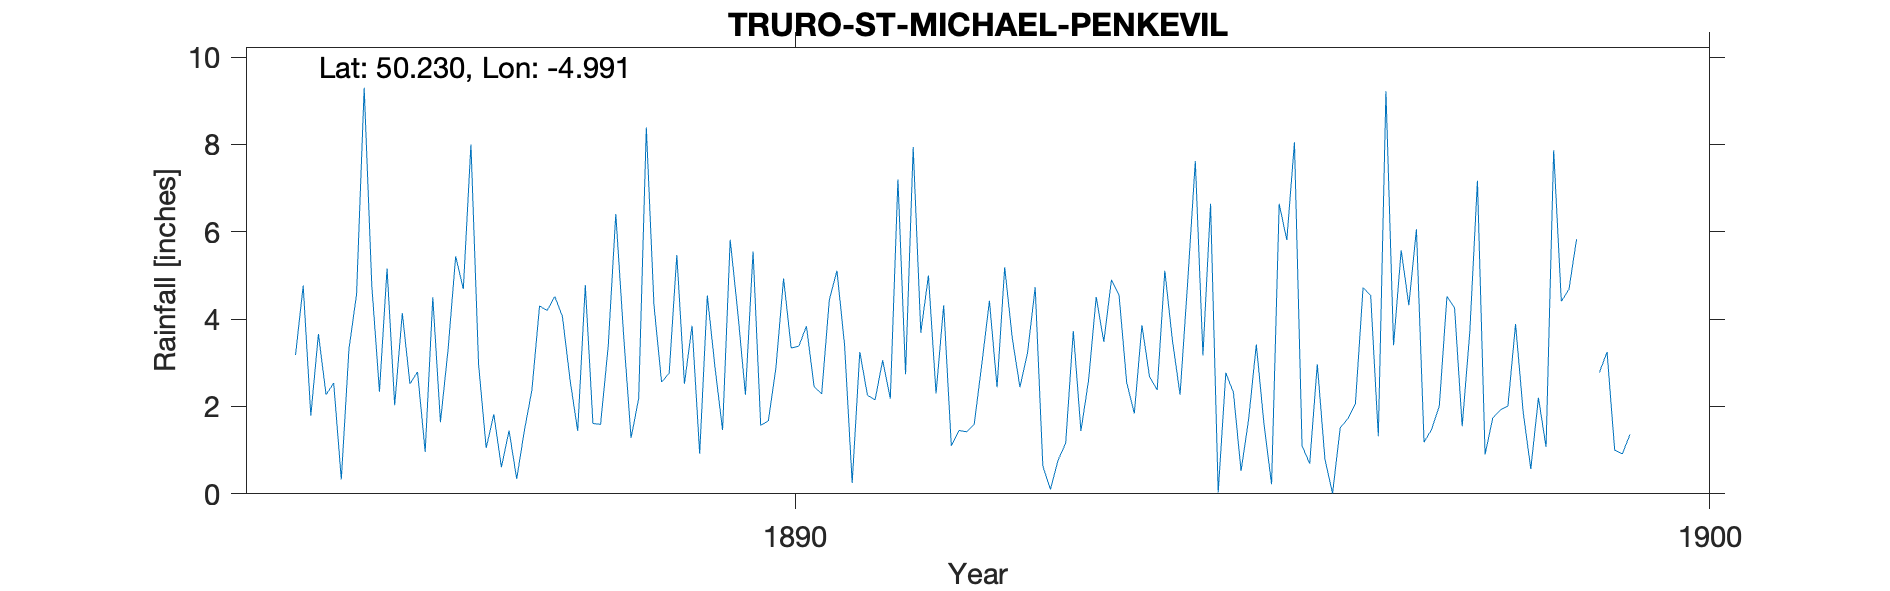 TRURO-ST-MICHAEL-PENKEVIL
Lat: 50.230, Lon: -4.991
10
8
6
4
2
0
Rainfall [inches]
1890
1900
Year